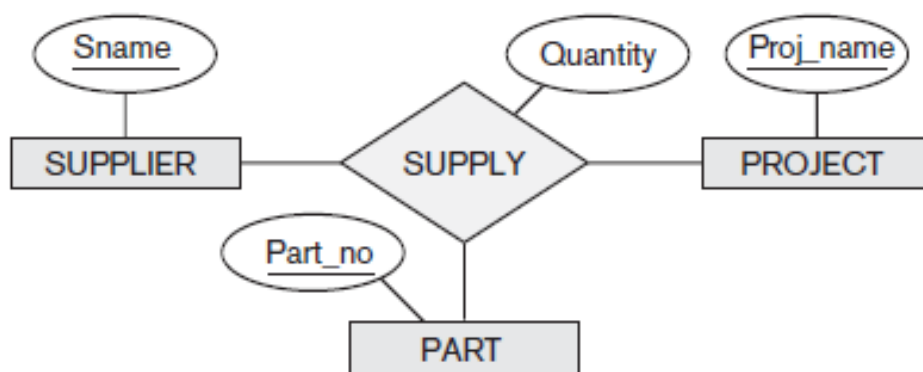 Sname
Quantity
Proj_name
SUPPLIER
SUPPLY
PROJECT
Part_no
PART